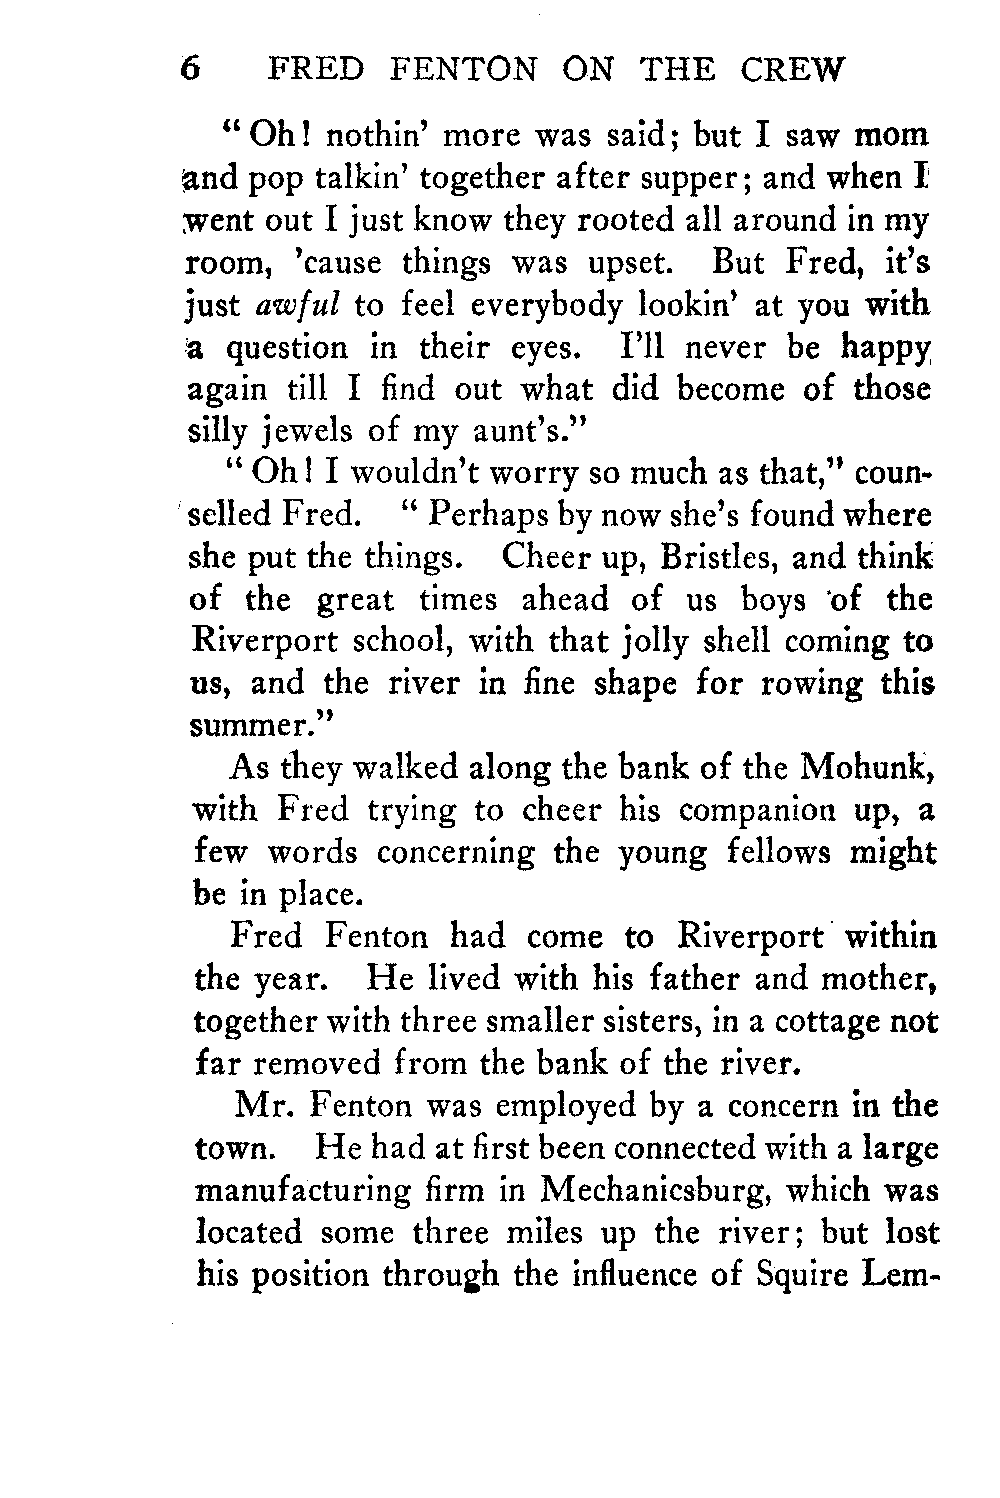 6 FRED FENTON ON THE CREW
“ Oh! nothin’ more was said; but I saw mom
and pop talkin’ together after supper; and when I
went out I just know they rooted all around in my
room, ’cause things was upset. But Fred, it’s
just awful to feel everybody lookin’ at you with
a question in their eyes. I’ll never be happy
again till I find out what did become of those
silly jewels of my aunt’s.”
“ Oh! I wouldn’t worry so much as that,” coun-
selled Fred. “ Perhaps by now she’s found where
she put the things. Cheer up, Bristles, and think
of the great times ahead of us boys of the
Riverport school, with that jolly shell coming to
us, and the river in fine shape for rowing this
summer.”
As they walked along the bank of the Mohunk,
with Fred trying to cheer his companion up, a
few words concerning the young fellows might
be in place.
Fred Fenton had come to Riverport within
the year. He lived with his father and mother,
together with three smaller sisters, in a cottage not
far removed from the bank of the river.
Mr. Fenton was employed by a concern in the
town. He had at first been connected with a large
manufacturing firm in Mechanicsburg, which was
located some three miles up the river; but lost
his position through the influence of Squire Lem-